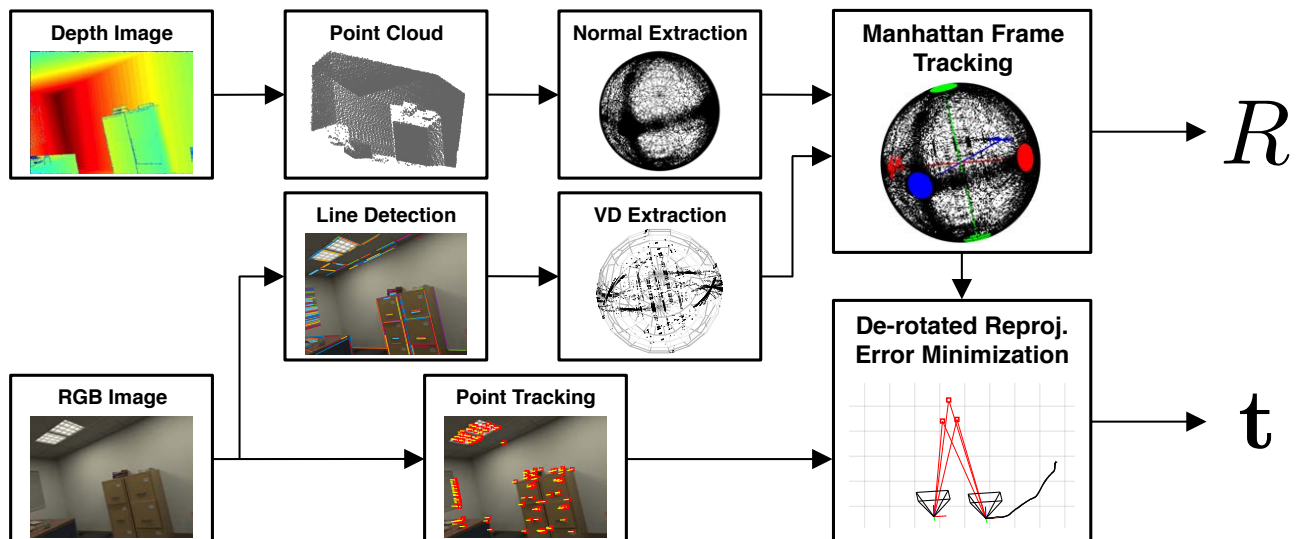 Depth Image
Point Cloud
Normal Extraction
Manhattan Frame
Tracking
R
Line Detection
VD Extraction
De-rotated Reproj.
Error Minimization
RGB Image
Point Tracking
t